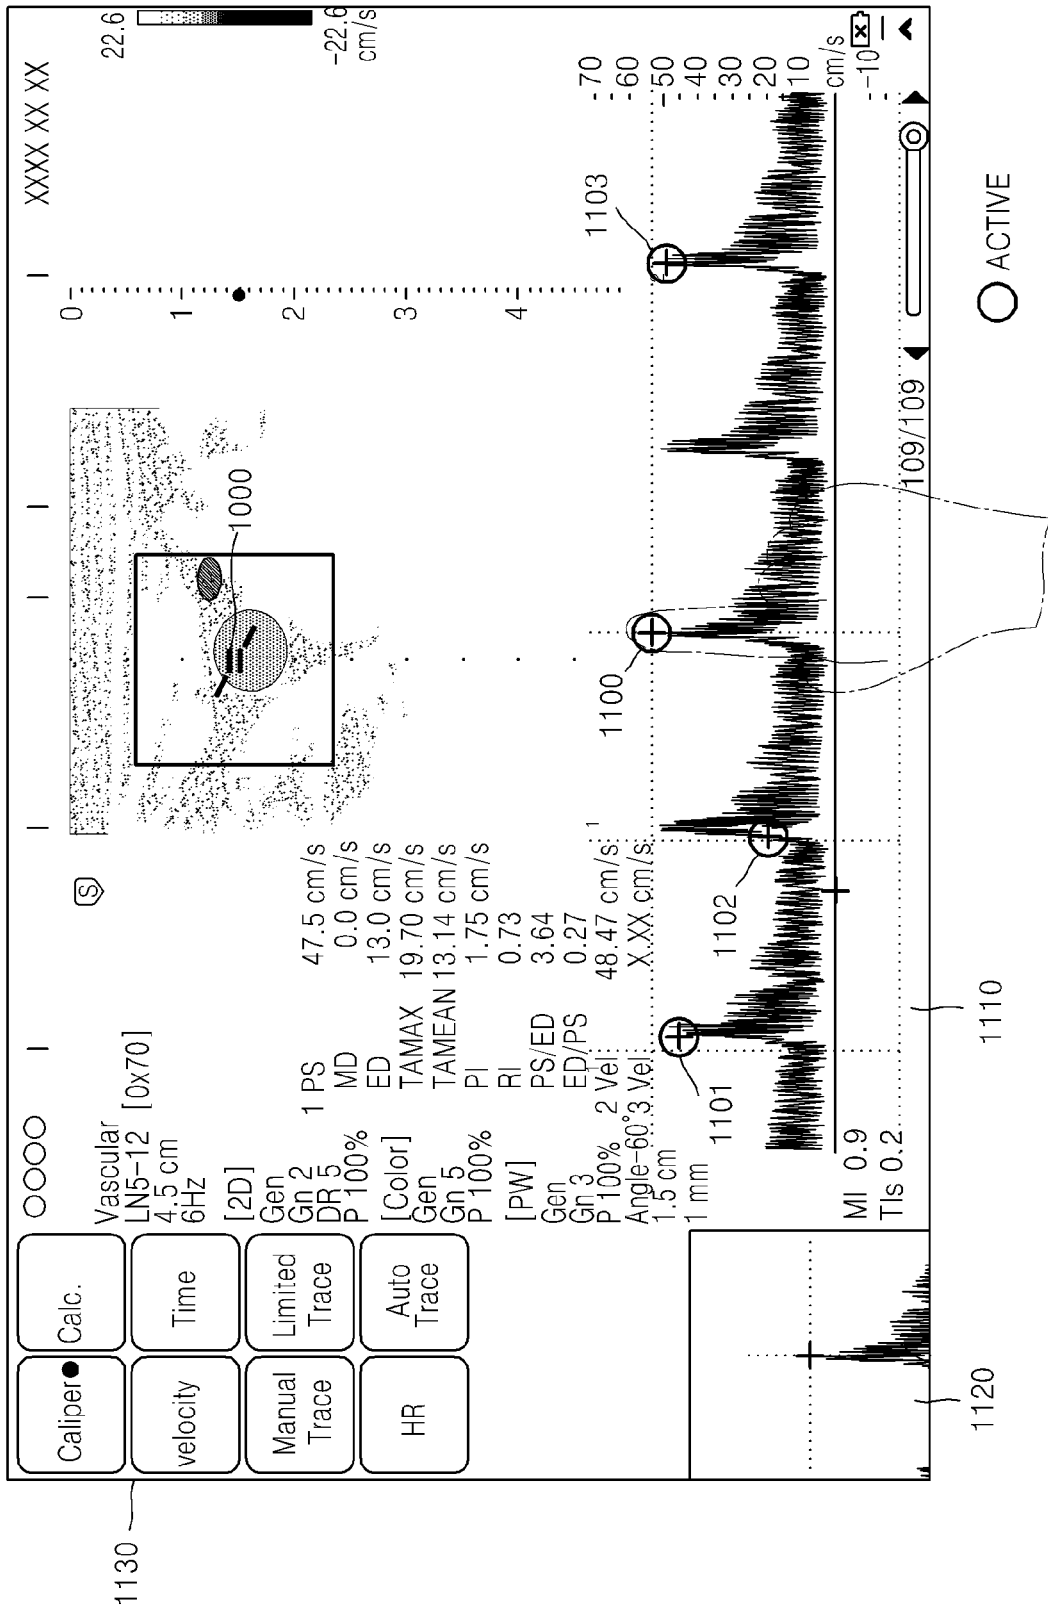 1130
Caliper
Calc.
velocity
Time
Manual Trace
Limited Trace
HR
Auto Trace
1120
Vascular
LN5-12 [0x70]
4.5 cm
6Hz
[2D]
Gen
Gn 2
DR 5
P 100%
[Color]
Gen
Gn 5
P 100%
[PW]
Gen
Gn 3
P 100%
Angle-60°
1.5 cm
1 mm
MI 0.9
TIs 0.2
1 PS 47.5 cm/s
MD 0.0 cm/s
ED 13.0 cm/s
TAMAX 19.70 cm/s
TAMEAN 13.14 cm/s
PI 1.75 cm/s
RI 0.73
PS/ED 3.64
ED/PS 0.27
2 Vel 48.47 cm/s
3 Vel X.XX cm/s
1
S
1000
0
1
2
3
4
XXXX XX XX
22.6
-22.6
cm/s
1101
1102
1100
1103
-70
-60
-50
-40
-30
-20
-10
cm/s
-10
109/109
1110
ACTIVE